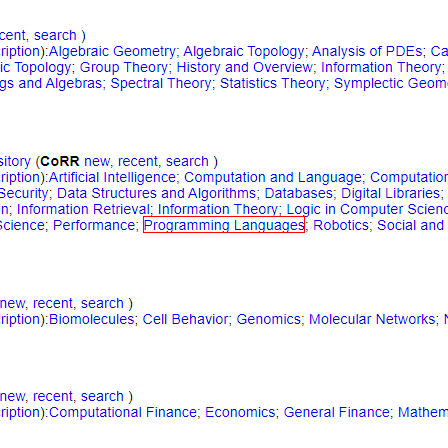 cent, search )
ription):Algebraic Geometry; Algebraic Topology; Analysis of PDEs; Ca
ic Topology; Group Theory; History and Overview; Information Theory;
gs and Algebras; Spectral Theory; Statistics Theory; Symplectic Geom
sitory (CoRR new, recent, search )
ription):Artificial Intelligence; Computation and Language; Computation
Security; Data Structures and Algorithms; Databases; Digital Libraries;
n; Information Retrieval; Information Theory; Logic in Computer Scienc
Science; Performance; Programming Languages; Robotics; Social and
new, recent, search )
ription):Biomolecules; Cell Behavior; Genomics; Molecular Networks; N
new, recent, search )
ription):Computational Finance; Economics; General Finance; Mathem